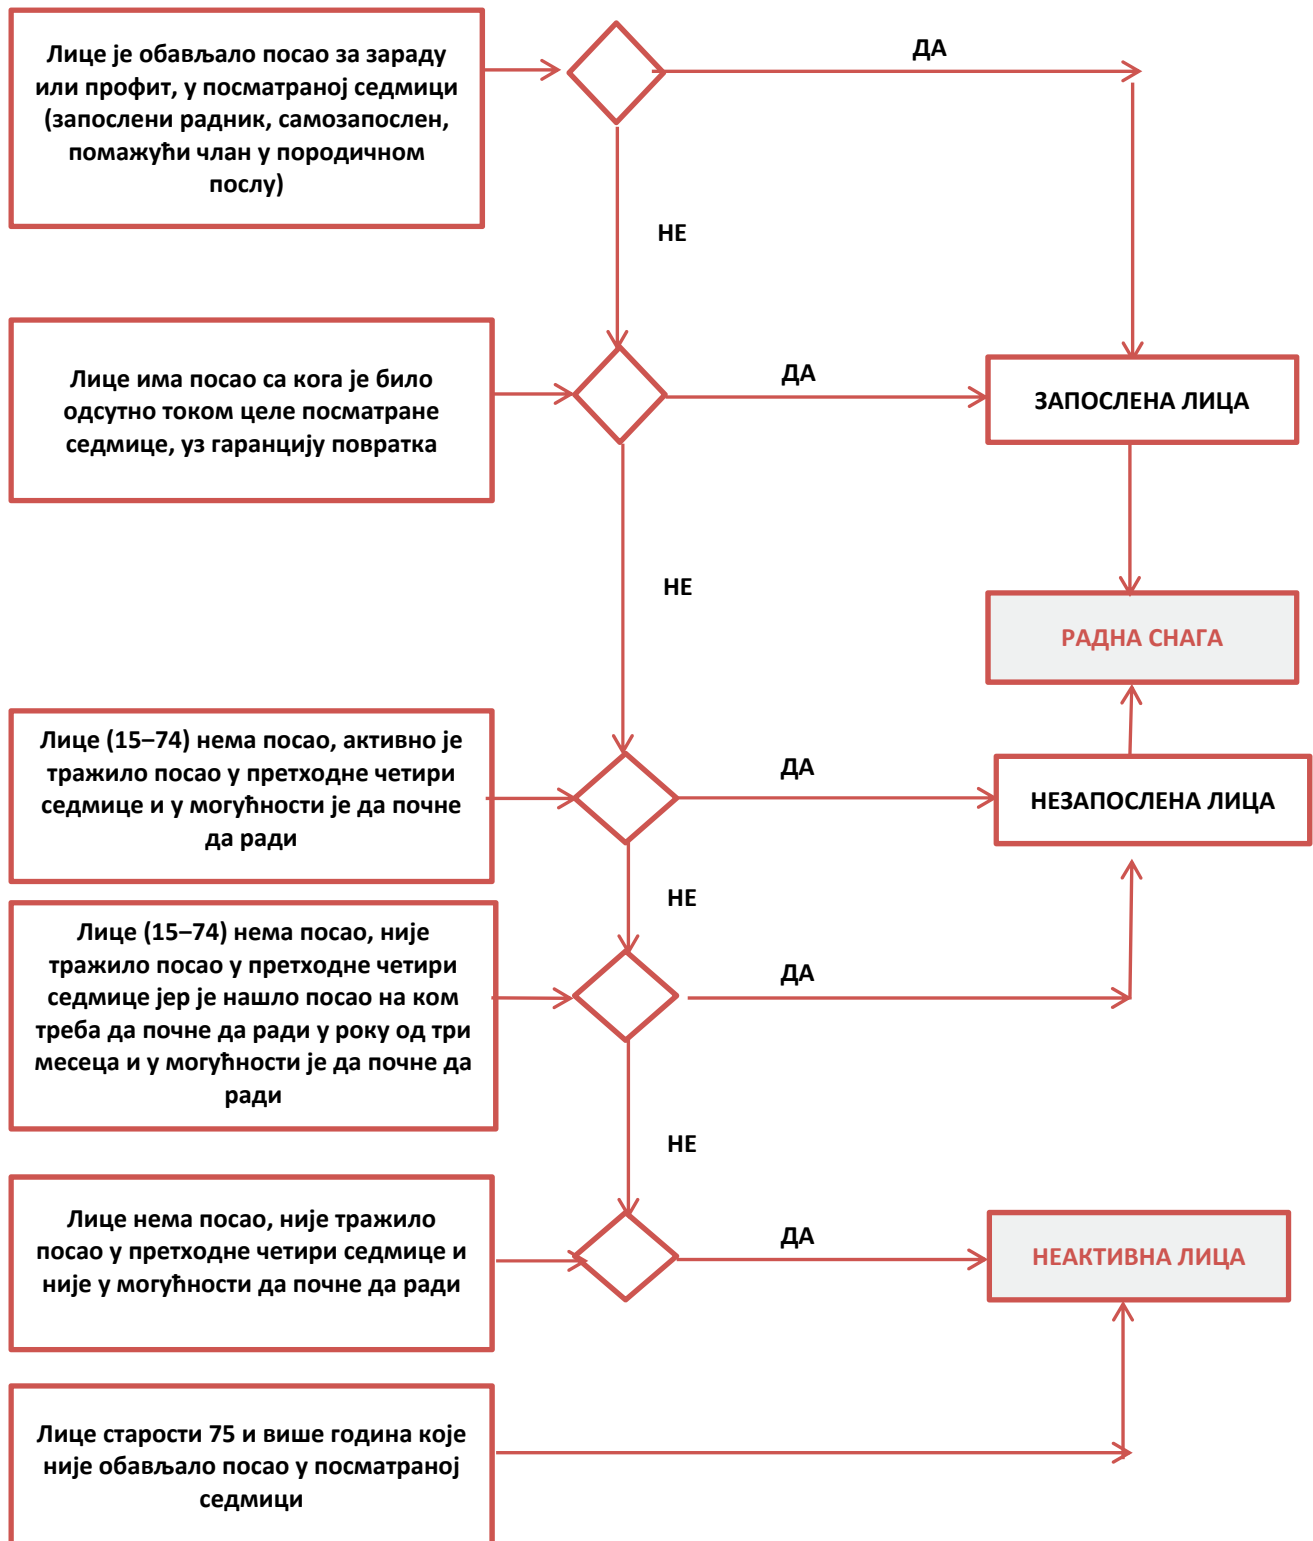 Лице је обављало посао за зараду
или профит, у посматраној седмици
(запослени радник, самозапослен,
помажући члан у породичном
послу)
ДА
НЕ
Лице има посао са кога је било
одсутно током целе посматране
седмице, уз гаранцију повратка
ДА
ЗАПОСЛЕНА ЛИЦА
НЕ
РАДНА СНАГА
Лице (15–74) нема посао, активно је
тражило посао у претходне четири
седмице и у могућности је да почне
да ради
ДА
НЕЗАПОСЛЕНА ЛИЦА
НЕ
Лице (15–74) нема посао, није
тражило посао у претходне четири
седмице јер је нашло посао на ком
треба да почне да ради у року од три
месеца и у могућности је да почне да
ради
ДА
НЕ
Лице нема посао, није тражило
посао у претходне четири седмице и
није у могућности да почне да ради
ДА
НЕАКТИВНА ЛИЦА
Лице старости 75 и више година које
није обављало посао у посматраној
седмици